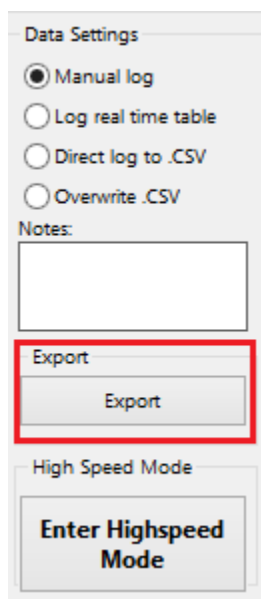 Data Settings
Manual log
Log real time table
Direct log to .CSV
Overwrite .CSV
Notes:
Export
Export
High Speed Mode
Enter Highspeed
Mode